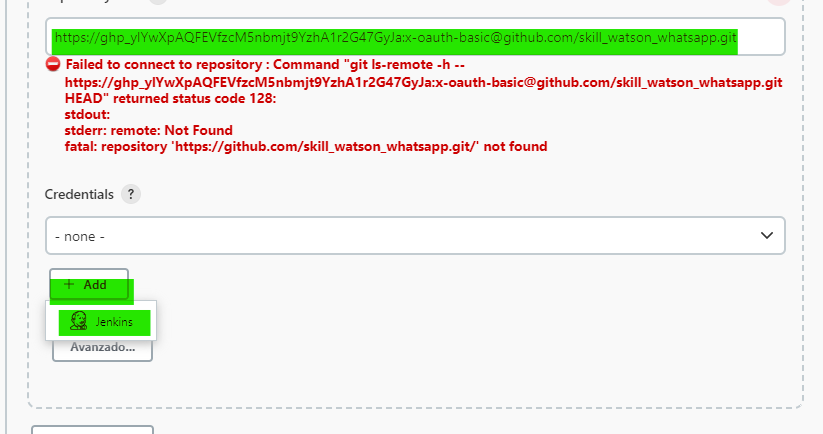 https://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:x-oauth-basic@github.com/skill_watson_whatsapp.git
Failed to connect to repository : Command "git ls-remote -h --
https://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:x-oauth-basic@github.com/skill_watson_whatsapp.git
HEAD" returned status code 128:
stdout:
stderr: remote: Not Found
fatal: repository 'https://github.com/skill_watson_whatsapp.git/' not found
Credentials ?
- none -
+ Add
Jenkins
Avanzado...